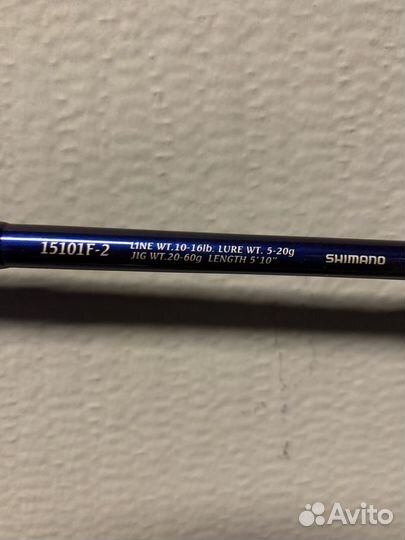 15101F-2
LINE WT.10-16lb. LURE WT. 5-20g
JIG WT.20-60g LENGTH 5'10"
SHIMANO
Avito